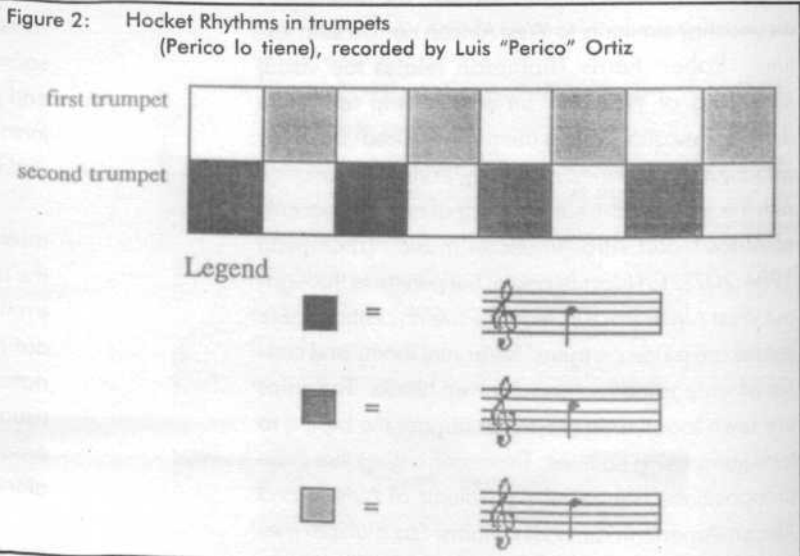 Figure 2: Hocket Rhythms in trumpets
(Perico lo tiene), recorded by Luis "Perico" Ortiz
first trumpet
second trumpet
Legend
=
=
=